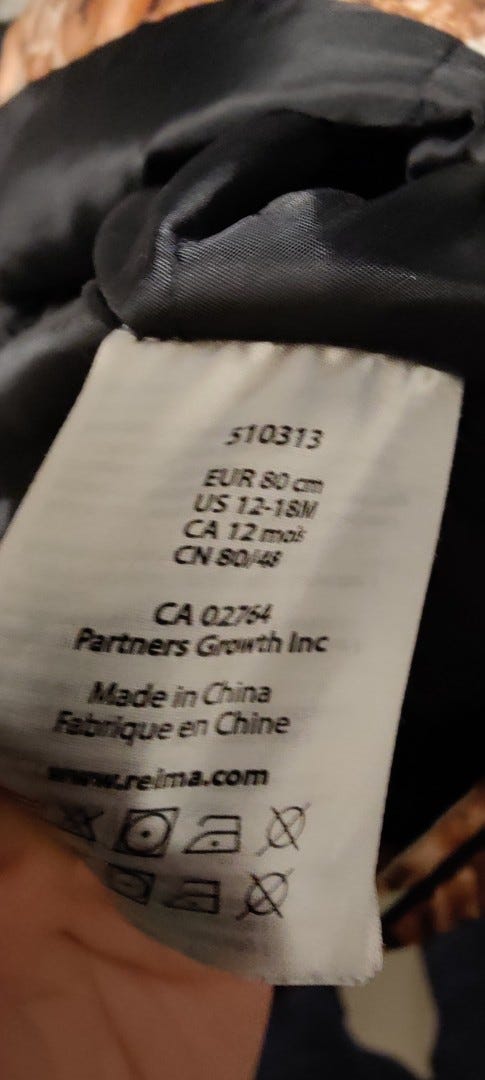 510313
EUR 80 cm
US 12-18M
CA 12 mois
CN 80/48
CA 02764
Partners Growth Inc
Made in China
Fabrique en Chine
www.reima.com